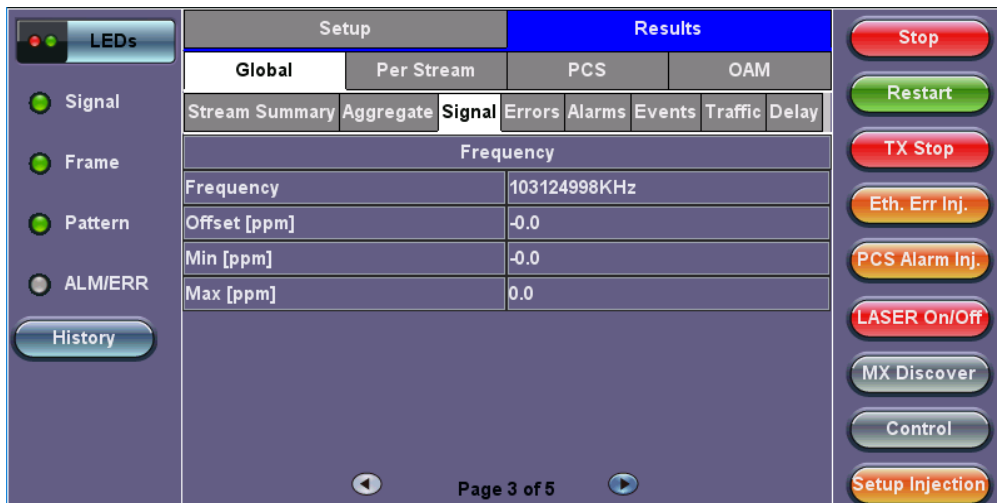 LEDs
Signal
Frame
Pattern
ALM/ERR
History
Setup Results
Global Per Stream PCS OAM
Stream Summary Aggregate Signal Errors Alarms Events Traffic Delay
Frequency
Frequency 103124998KHz
Offset [ppm] -0.0
Min [ppm] -0.0
Max [ppm] 0.0
Page 3 of 5
Stop
Restart
TX Stop
Eth. Err Inj.
PCS Alarm Inj.
LASER On/Off
MX Discover
Control
Setup Injection